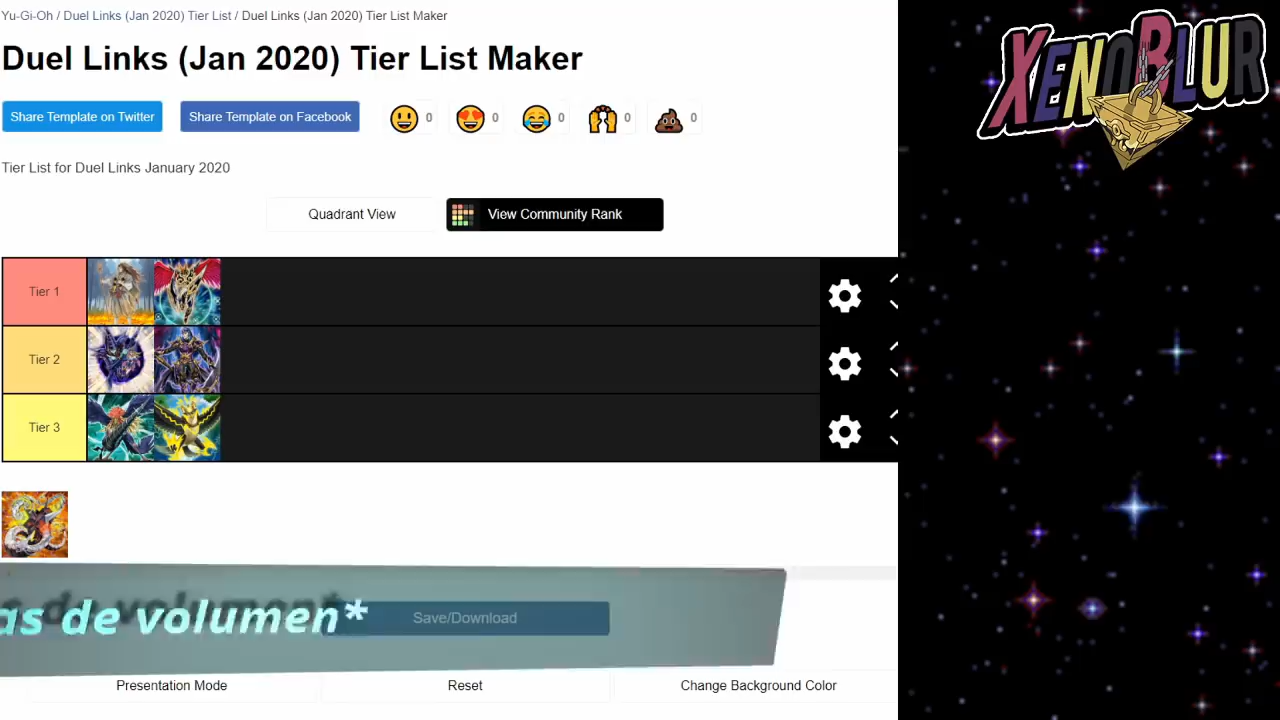 Yu-Gi-Oh / Duel Links (Jan 2020) Tier List / Duel Links (Jan 2020) Tier List Maker
XENOBLUR
Duel Links (Jan 2020) Tier List Maker
Share Template on Twitter Share Template on Facebook 0 0 0 0 0
Tier List for Duel Links January 2020
Quadrant View View Community Rank
Tier 1
Tier 2
Tier 3
as de volumen* Save/Download
Presentation Mode Reset Change Background Color